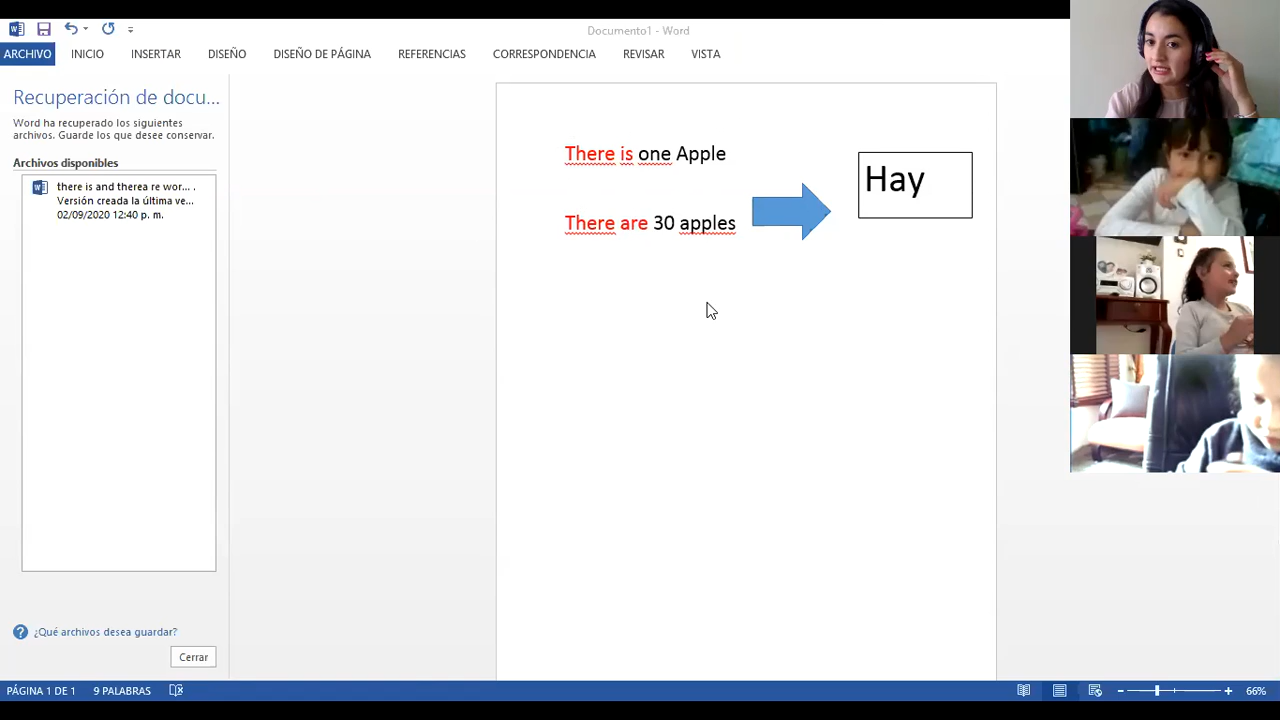 Documento1 - Word
ARCHIVO INICIO INSERTAR DISEÑO DISEÑO DE PÁGINA REFERENCIAS CORRESPONDENCIA REVISAR VISTA
Recuperación de docu...
Word ha recuperado los siguientes
archivos. Guarde los que desee conservar.
Archivos disponibles
there is and therea re wor... .
Versión creada la última ve...
02/09/2020 12:40 p. m.
¿Qué archivos desea guardar?
Cerrar
There is one Apple
There are 30 apples
Hay
PÁGINA 1 DE 1 9 PALABRAS 66%